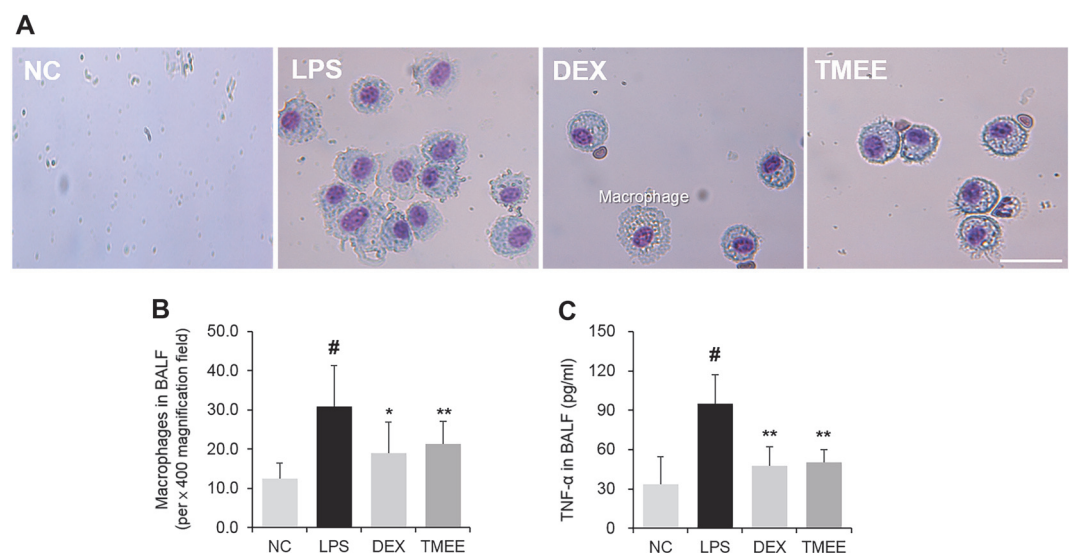 A
NC
LPS
DEX
TMEE
Macrophage
B
Macrophages in BALF
(per x 400 magnification field)
50.0
40.0
30.0
20.0
10.0
0.0
#
*
**
NC
LPS
DEX
TMEE
C
TNF-α in BALF (pg/ml)
150
120
90
60
30
0
#
**
**
NC
LPS
DEX
TMEE